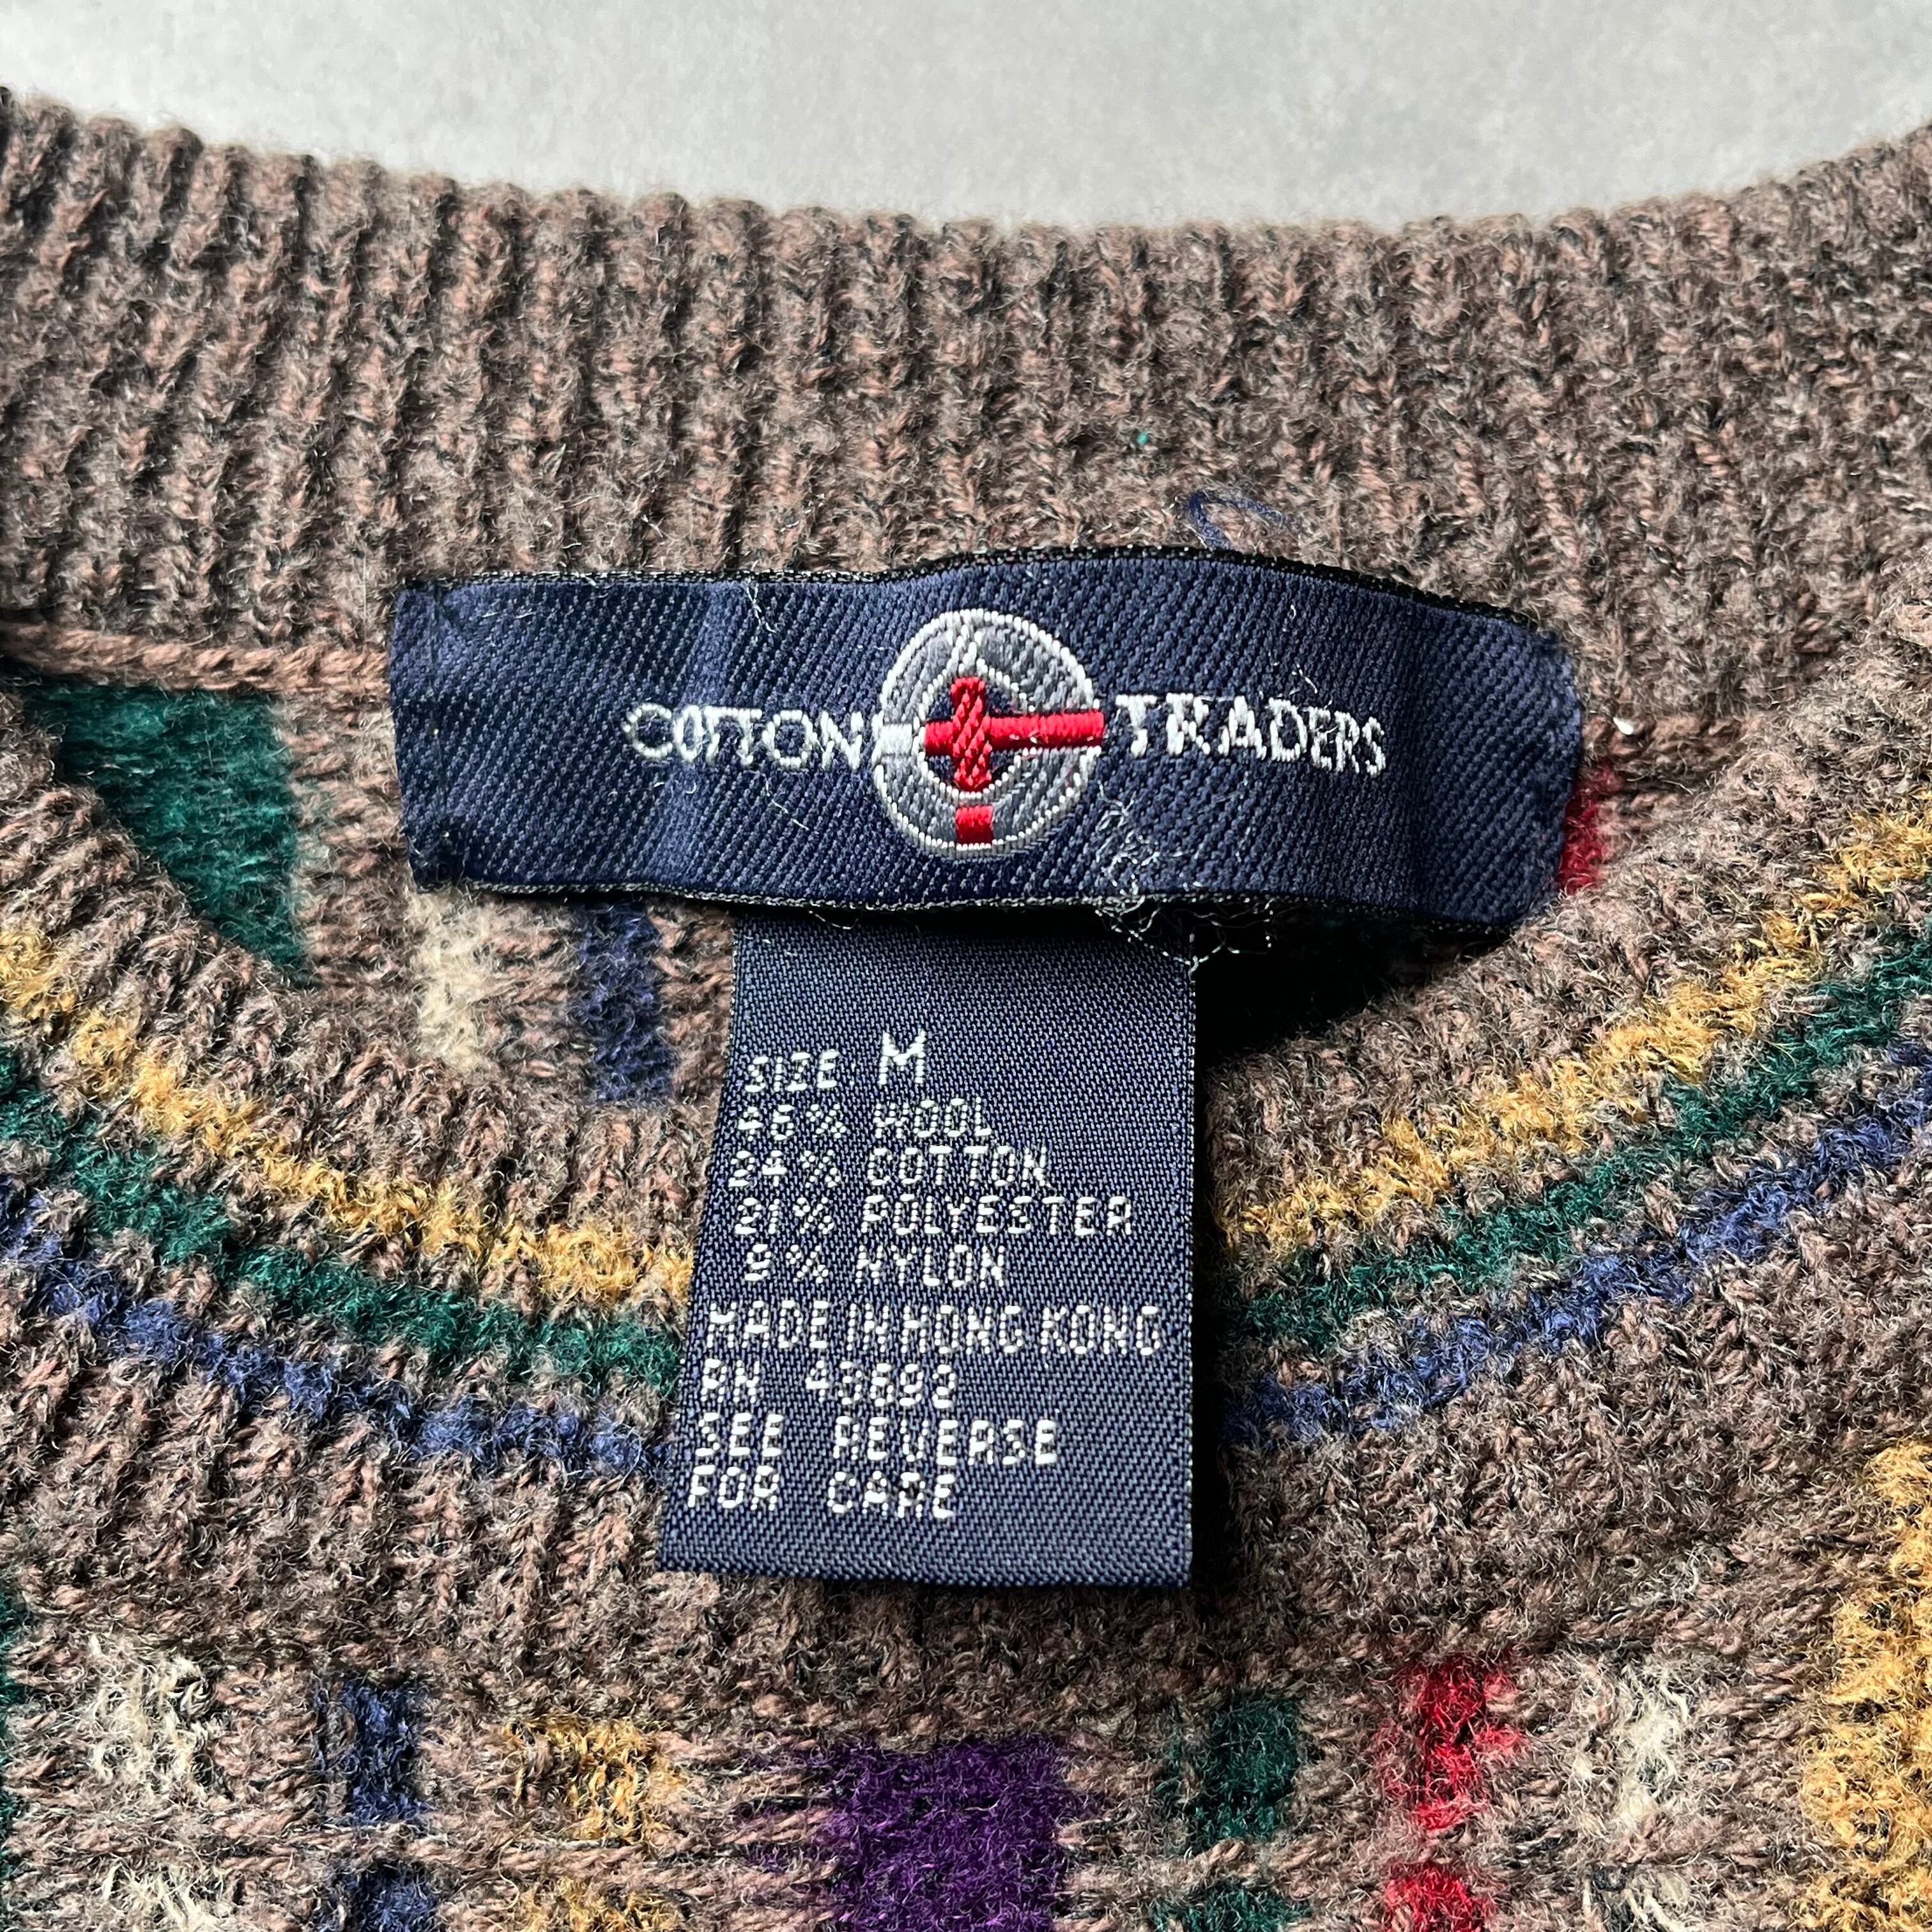 COTTON TRADERS
SIZE M
46% WOOL
24% COTTON
21% POLYESTER
9% NYLON
MADE IN HONG KONG
RN 43693
SEE REVERSE
FOR CARE